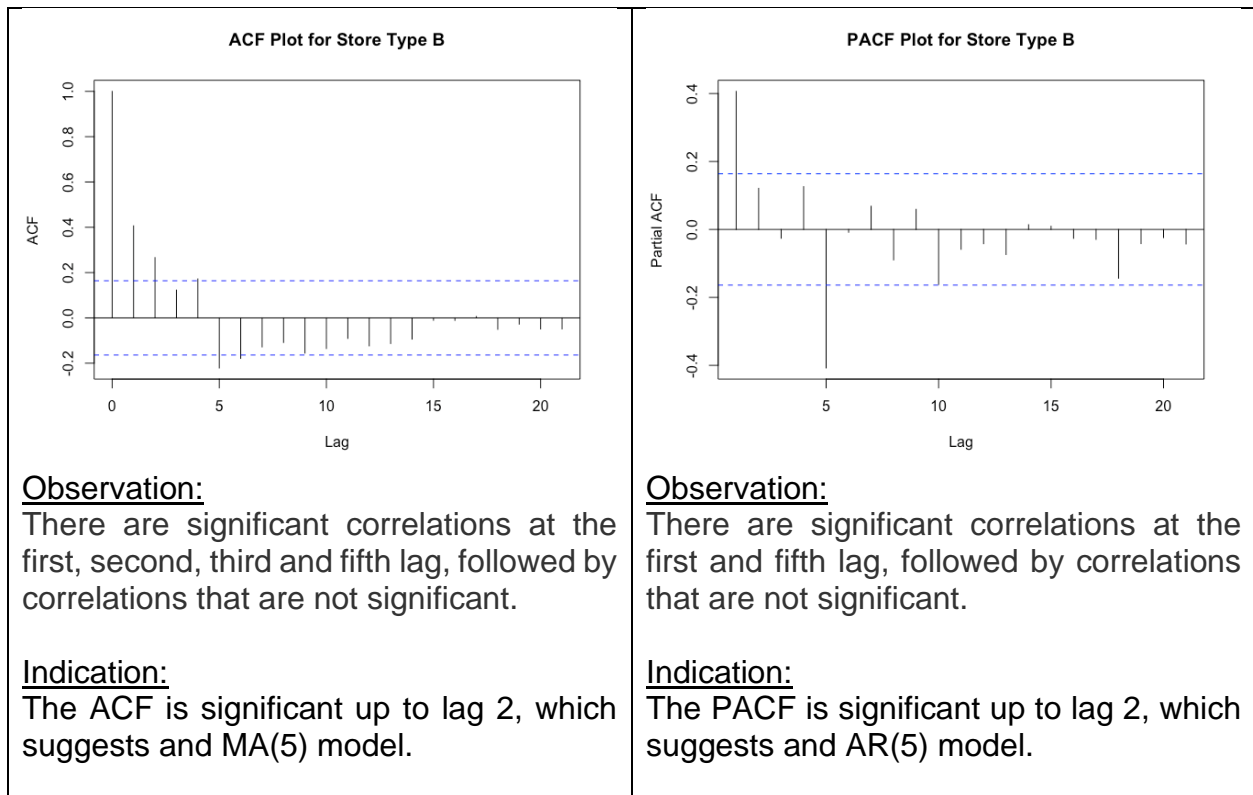 ACF Plot for Store Type B
1.0
0.8
0.6
0.4
0.2
0.0
-0.2
ACF
0 5 10 15 20
Lag
Observation:
There are significant correlations at the
first, second, third and fifth lag, followed by
correlations that are not significant.
Indication:
The ACF is significant up to lag 2, which
suggests and MA(5) model.
PACF Plot for Store Type B
0.4
0.2
0.0
-0.2
-0.4
Partial ACF
5 10 15 20
Lag
Observation:
There are significant correlations at the
first and fifth lag, followed by correlations
that are not significant.
Indication:
The PACF is significant up to lag 2, which
suggests and AR(5) model.